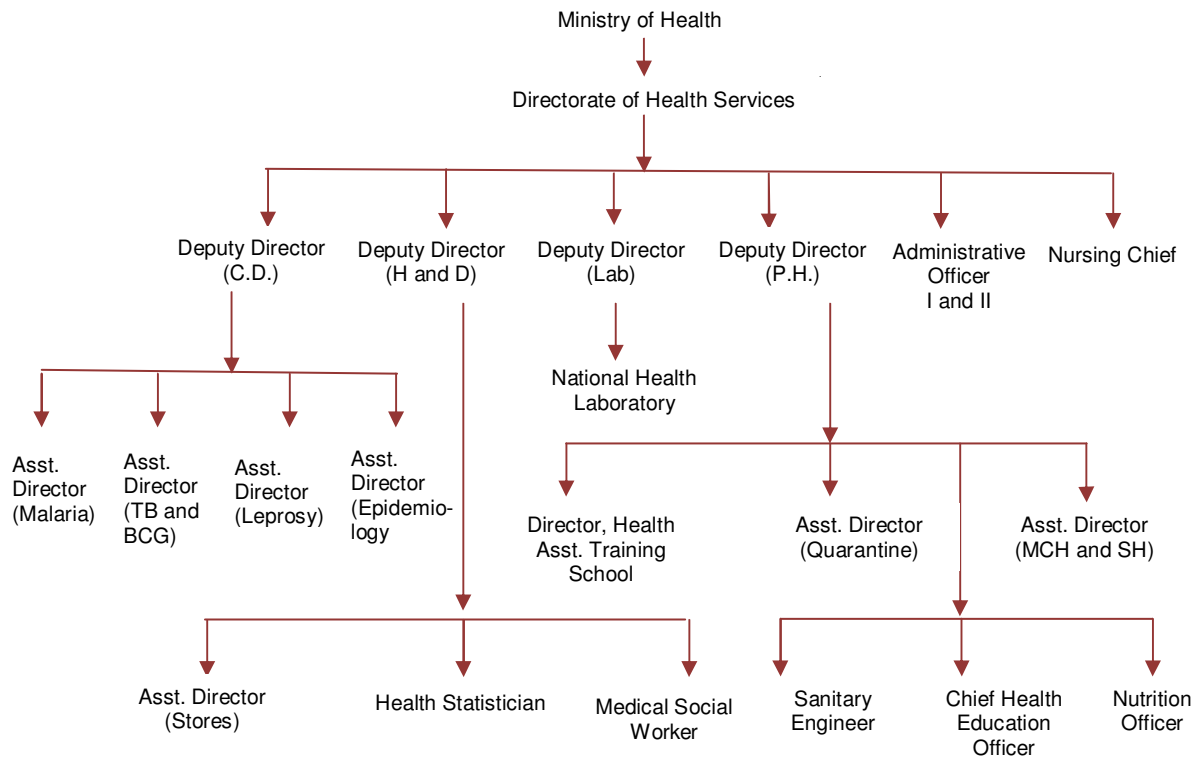 Ministry of Health
Directorate of Health Services
Deputy Director
(C.D.)
Deputy Director
(H and D)
Deputy Director
(Lab)
Deputy Director
(P.H.)
Administrative
Officer
I and II
Nursing Chief
National Health
Laboratory
Asst.
Director
(Malaria)
Asst.
Director
(TB and
BCG)
Asst.
Director
(Leprosy)
Asst.
Director
(Epidemio-
logy
Director, Health
Asst. Training
School
Asst. Director
(Quarantine)
Asst. Director
(MCH and SH)
Asst. Director
(Stores)
Health Statistician
Medical Social
Worker
Sanitary
Engineer
Chief Health
Education
Officer
Nutrition
Officer